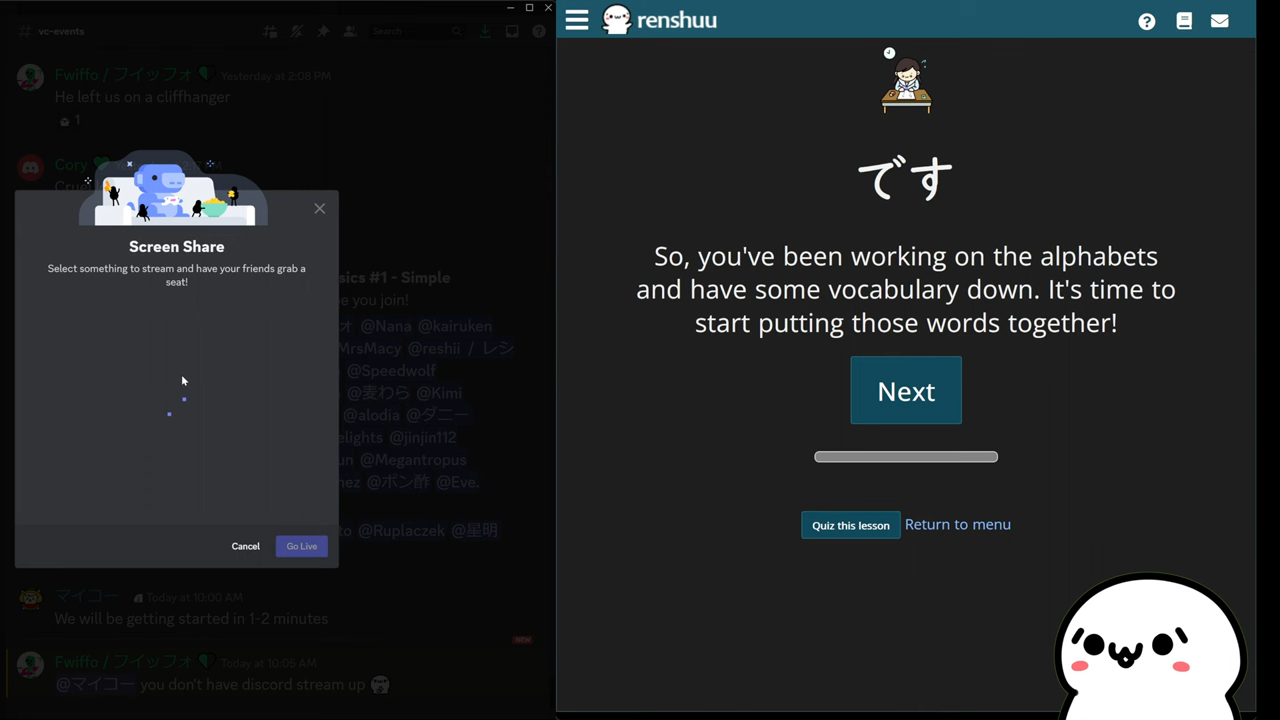 # vc-events
Search
Fwiffo / フイッフォ Yesterday at 2:08 PM
He left us on a cliffhanger
1
Cory
Screen Share
Select something to stream and have your friends grab a
seat!
sics #1 - Simple
e you join!
@Nana @kairuken
MrsMacy @reshii / レシ
@Speedwolf
@麦わら @Kimi
@alodia @ダニー
elights @jinjin112
un @Megantropus
nez @ポン酢 @Eve.
to @Ruplaczek @星明
Cancel
Go Live
マイコー Today at 10:00 AM
We will be getting started in 1-2 minutes
NEW
Fwiffo / フイッフォ Today at 10:05 AM
@マイコー you don't have discord stream up
renshuu
です
So, you've been working on the alphabets
and have some vocabulary down. It's time to
start putting those words together!
Next
Quiz this lesson
Return to menu